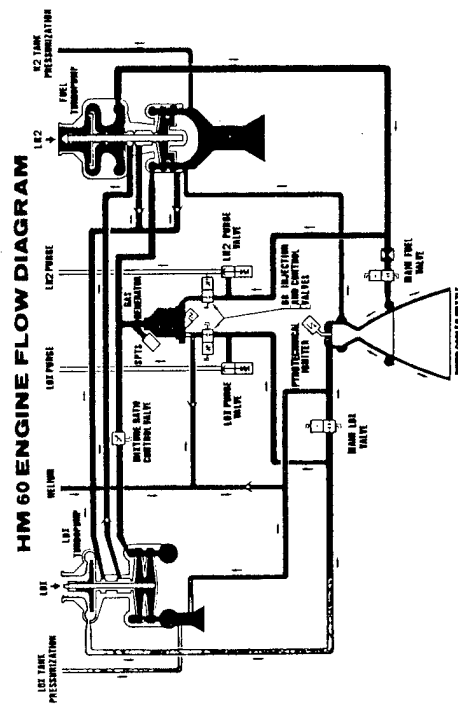 HM 60 ENGINE FLOW DIAGRAM
LOX TANK
PRESSURIZATION
LOX
LOX
TURBOPUMP
HELIUM
MIXTURE RATIO
CONTROL VALVE
LOX PURGE
SPTS
GAS
GENERATOR
LH2 PURGE
LH2
FUEL
TURBOPUMP
H2 TANK
PRESSURIZATION
LOX PURGE
VALVE
LH2 PURGE
VALVE
GG INJECTION
AND CONTROL
VALVES
PYROTECHNICAL
IGNITER
MAIN LOX
VALVE
MAIN FUEL
VALVE